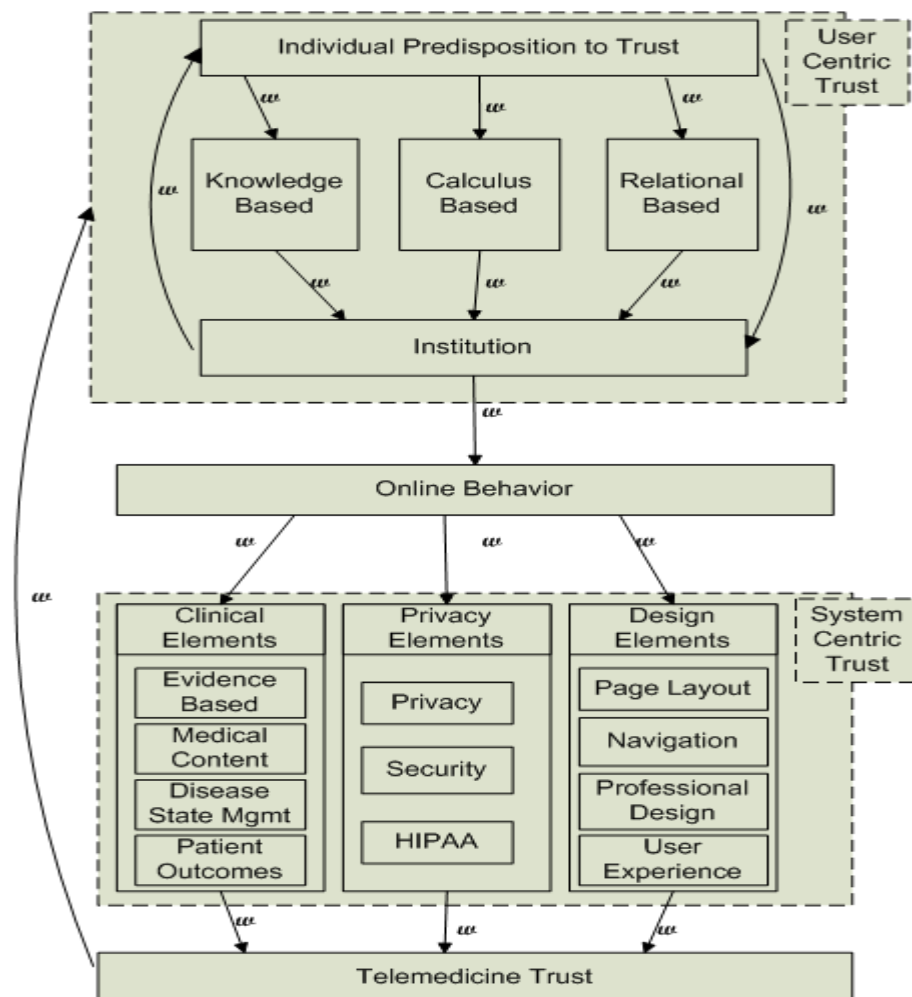 Individual Predisposition to Trust
User
Centric
Trust
w
w
w
Knowledge
Based
Calculus
Based
Relational
Based
w
w
w
w
w
Institution
w
Online Behavior
w
w
w
w
Clinical
Elements
Privacy
Elements
Design
Elements
System
Centric
Trust
Evidence
Based
Medical
Content
Disease
State Mgmt
Patient
Outcomes
Privacy
Security
HIPAA
Page Layout
Navigation
Professional
Design
User
Experience
w
w
w
Telemedicine Trust